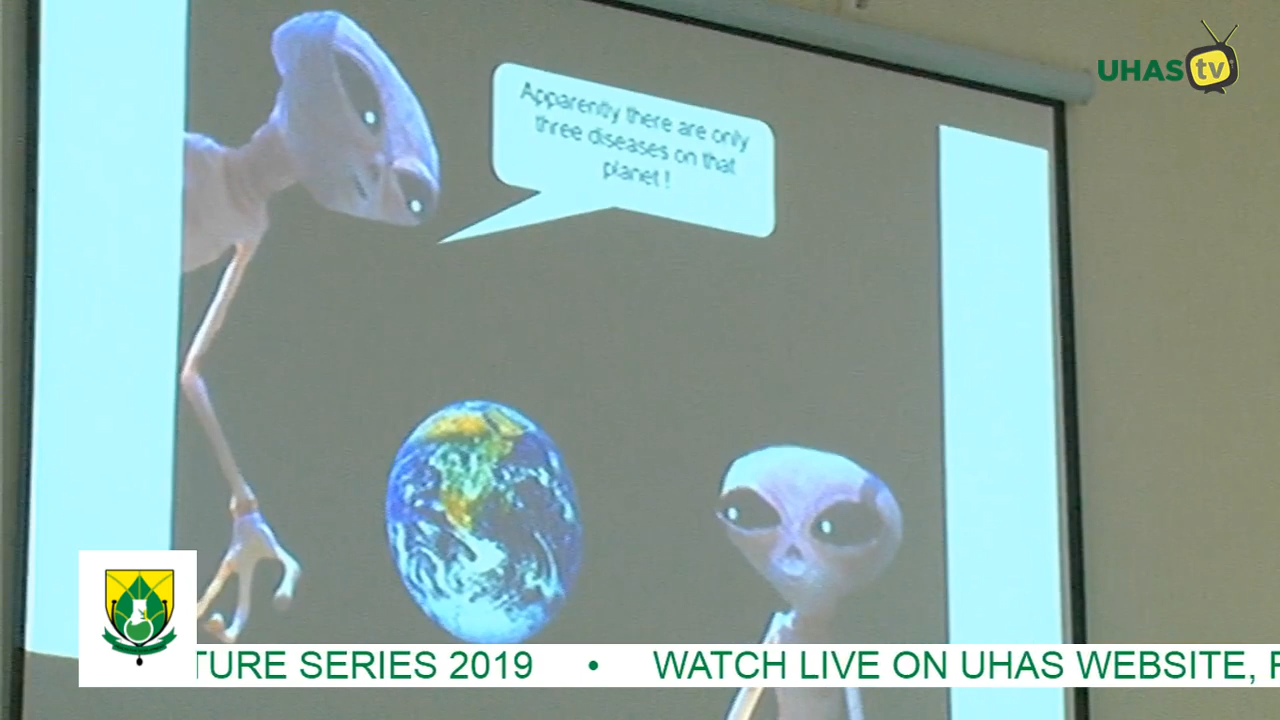 UHAS tv
Apparently there are only
three diseases on that
planet !
TURE SERIES 2019 • WATCH LIVE ON UHAS WEBSITE, F